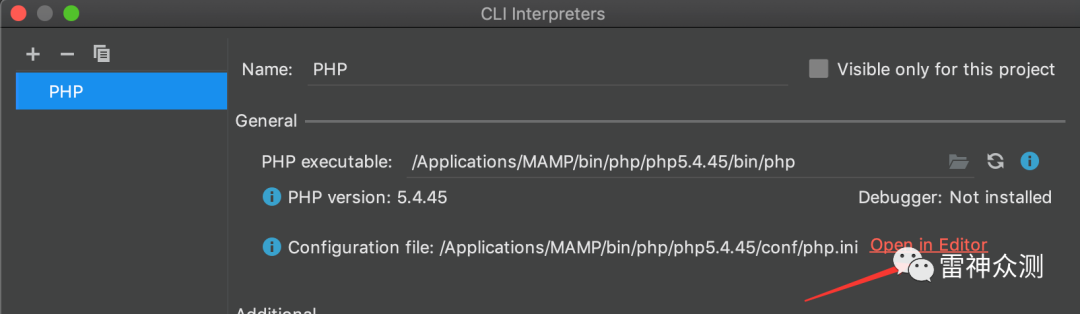 CLI Interpreters
PHP
Name: PHP
Visible only for this project
General
PHP executable: /Applications/MAMP/bin/php/php5.4.45/bin/php
PHP version: 5.4.45
Debugger: Not installed
Configuration file: /Applications/MAMP/bin/php/php5.4.45/conf/php.ini Open in Editor
雷神众测
Additional